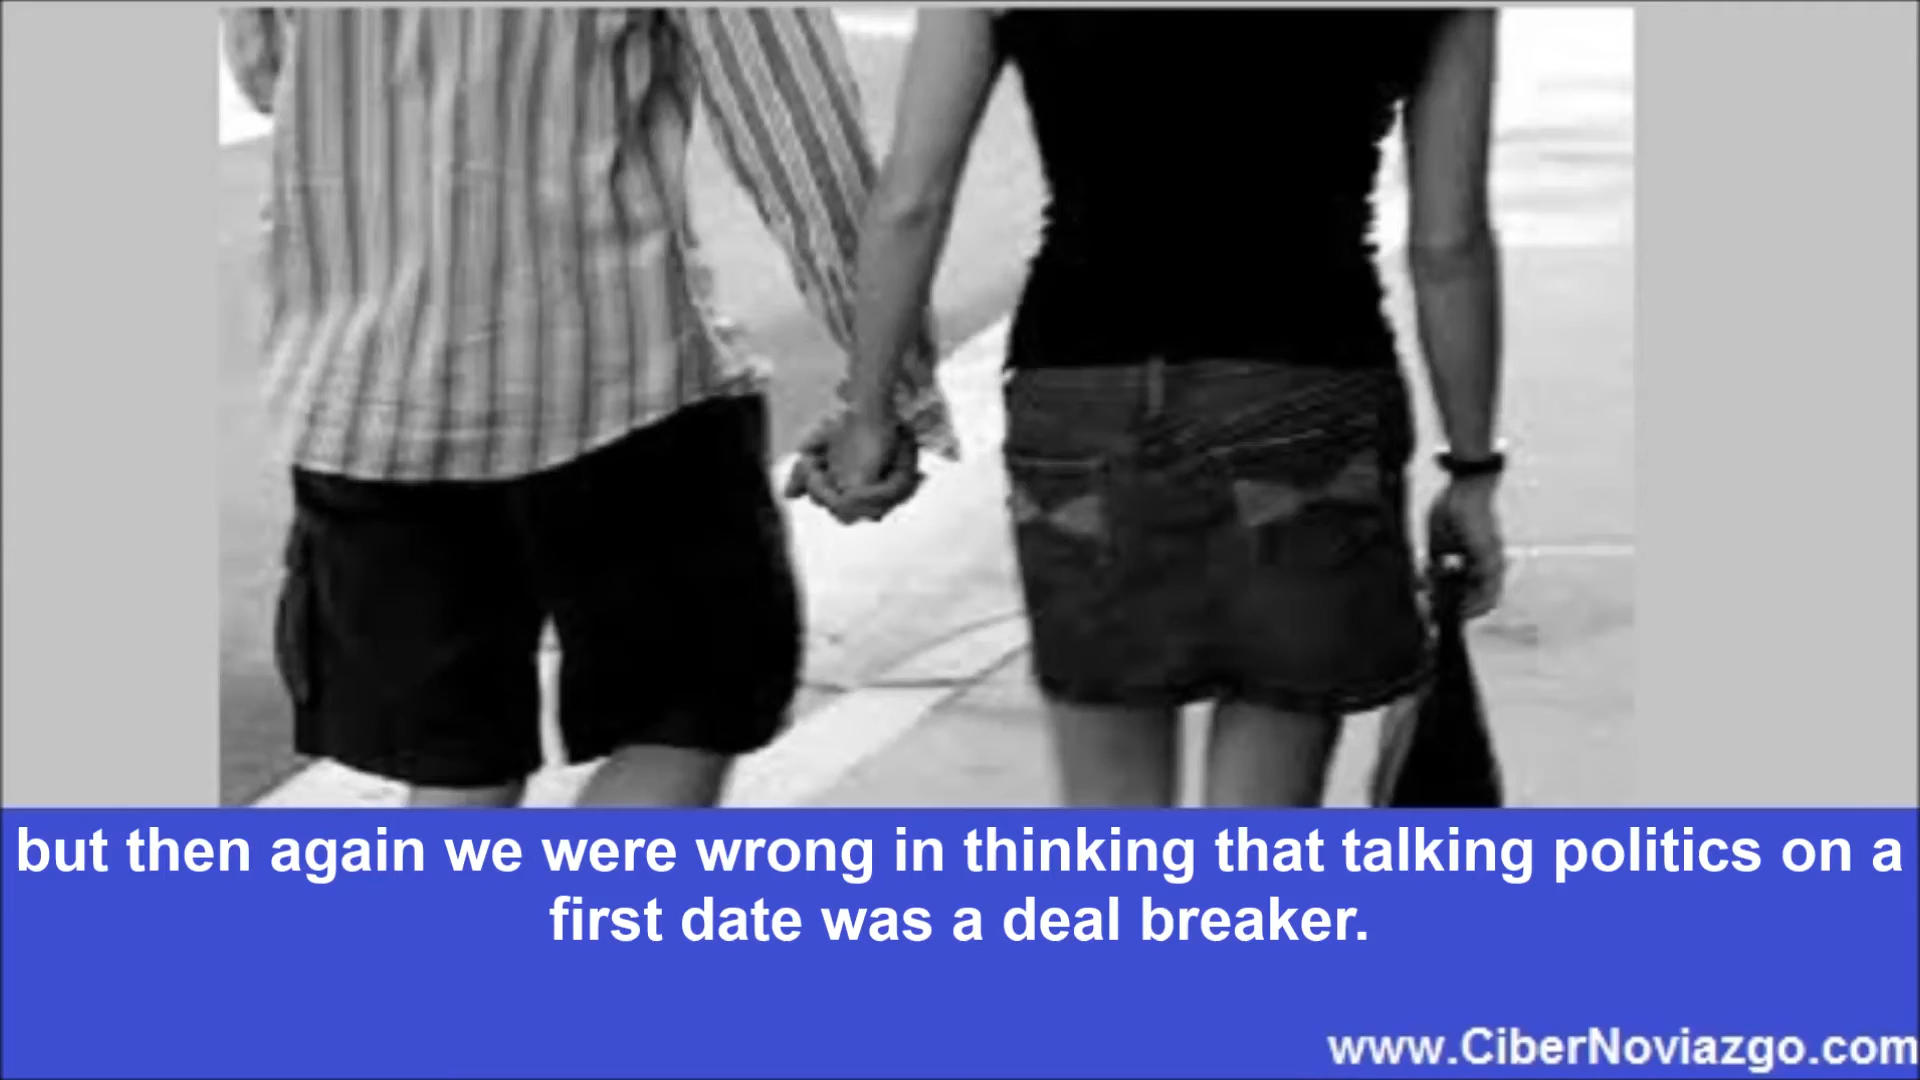 but then again we were wrong in thinking that talking politics on a
first date was a deal breaker.
www.CiberNoviazgo.com